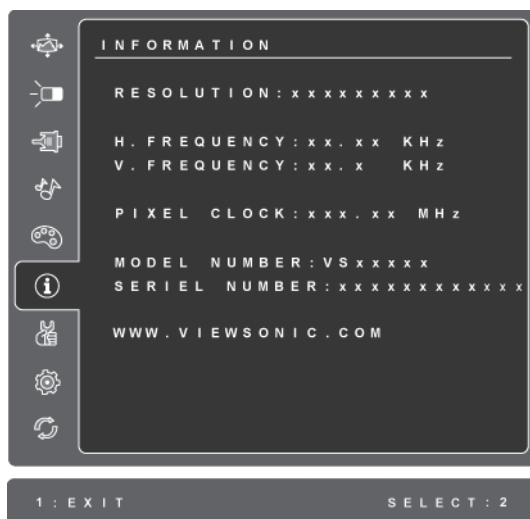 INFORMATION
RESOLUTION:xxxxxxxxx
H.FREQUENCY:xx.xx KHz
V.FREQUENCY:xx.x KHz
PIXEL CLOCK:xxx.xx MHz
MODEL NUMBER:VSxxxxx
SERIEL NUMBER:xxxxxxxxxxxx
WWW.VIEWSONIC.COM
1:EXIT SELECT:2